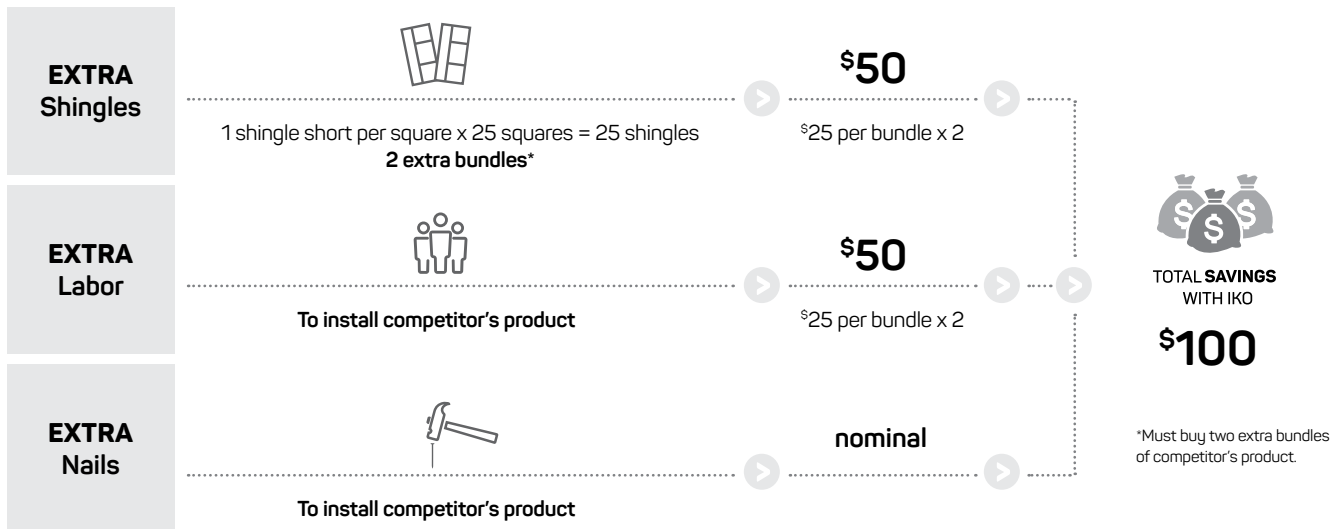 EXTRA
Shingles
1 shingle short per square x 25 squares = 25 shingles
2 extra bundles*
$50
$25 per bundle x 2
EXTRA
Labor
To install competitor's product
$50
$25 per bundle x 2
EXTRA
Nails
To install competitor's product
nominal
$ $ $
TOTAL SAVINGS
WITH IKO
$100
*Must buy two extra bundles
of competitor's product.